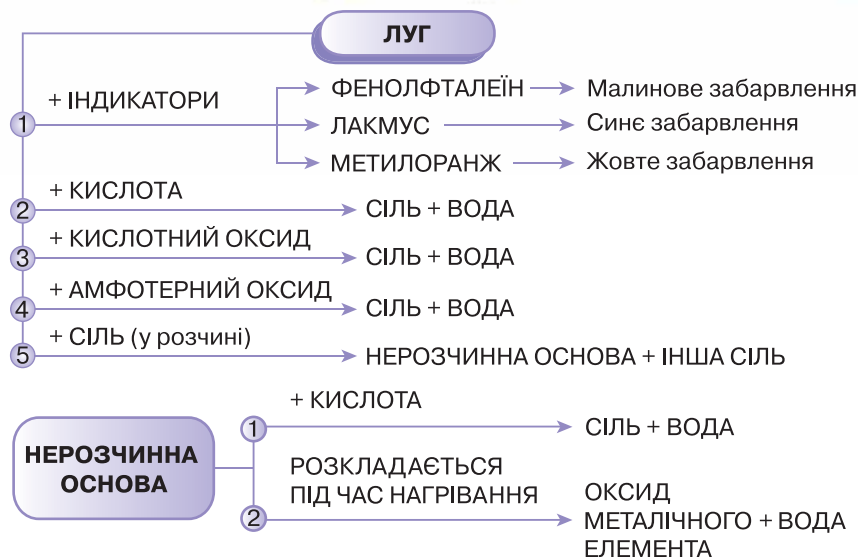 ЛУГ
1 + ІНДИКАТОРИ
ФЕНОЛФТАЛЕЇН Малинове забарвлення
ЛАКМУС Синє забарвлення
МЕТИЛОРАНЖ Жовте забарвлення
2 + КИСЛОТА
СІЛЬ + ВОДА
3 + КИСЛОТНИЙ ОКСИД
СІЛЬ + ВОДА
4 + АМФОТЕРНИЙ ОКСИД
СІЛЬ + ВОДА
5 + СІЛЬ (у розчині)
НЕРОЗЧИННА ОСНОВА + ІНША СІЛЬ
НЕРОЗЧИННА
ОСНОВА
1 + КИСЛОТА
СІЛЬ + ВОДА
2 РОЗКЛАДАЄТЬСЯ
ПІД ЧАС НАГРІВАННЯ
ОКСИД
МЕТАЛІЧНОГО + ВОДА
ЕЛЕМЕНТА